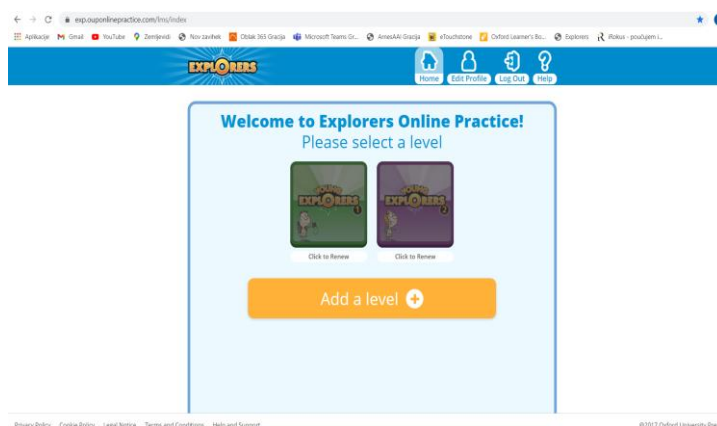 exp.ouponlinepractice.com/lms/index
Aplikacije Gmail YouTube Zemljevidi Nov zavihek Oblak 365 Gracija Microsoft Teams Gr... ArnesAAI Gracija eTouchstone Oxford Learner's Bo... Explorers iRokus - poučujem i...
EXPLORERS
Home Edit Profile Log Out Help
Welcome to Explorers Online Practice!
Please select a level
YOUNG YOUNG
EXPLORERS EXPLORERS
1 2
Click to Renew Click to Renew
Add a level
Privacy Policy Cookie Policy Legal Notice Terms and Conditions Help and Support ©2017 Oxford University Pre